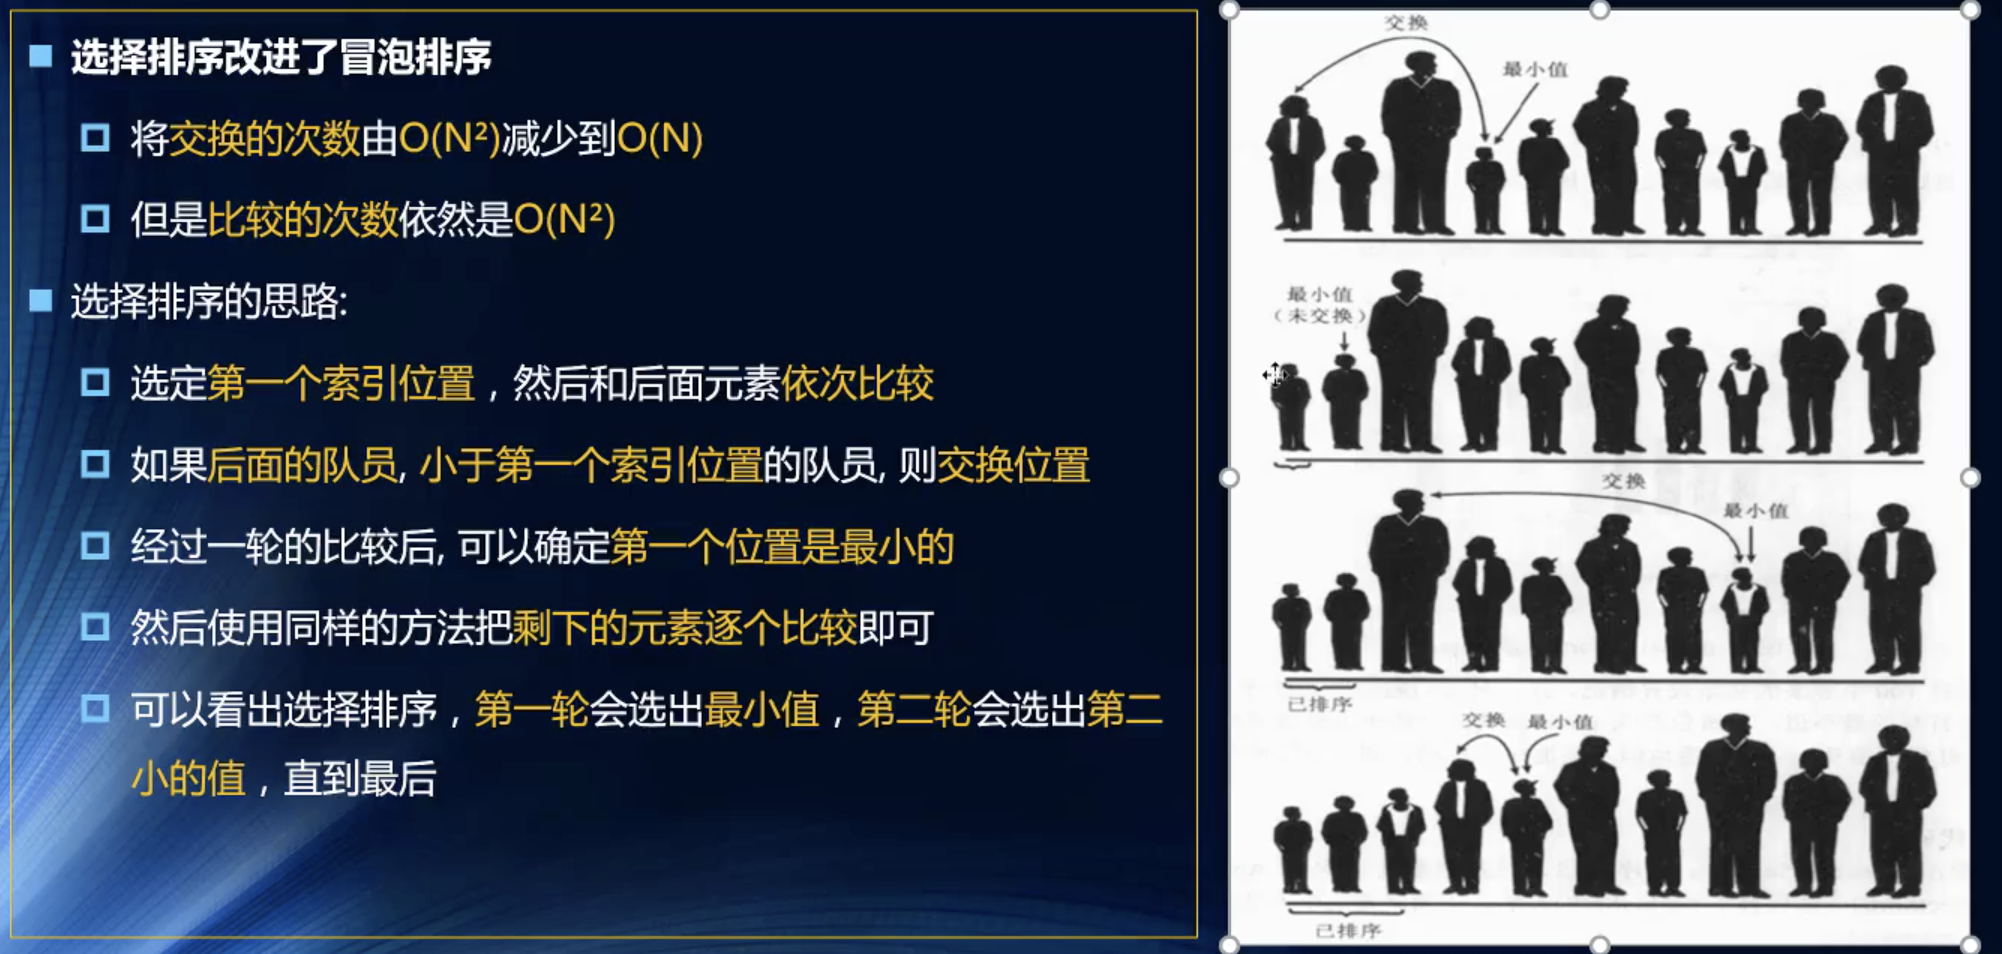 选择排序改进了冒泡排序
将交换的次数由O(N²)减少到O(N)
但是比较的次数依然是O(N²)
选择排序的思路:
选定第一个索引位置，然后和后面元素依次比较
如果后面的队员, 小于第一个索引位置的队员, 则交换位置
经过一轮的比较后, 可以确定第一个位置是最小的
然后使用同样的方法把剩下的元素逐个比较即可
可以看出选择排序，第一轮会选出最小值，第二轮会选出第二
小的值，直到最后
交换
最小值
最小值
（未交换）
交换
最小值
已排序
交换 最小值
已排序